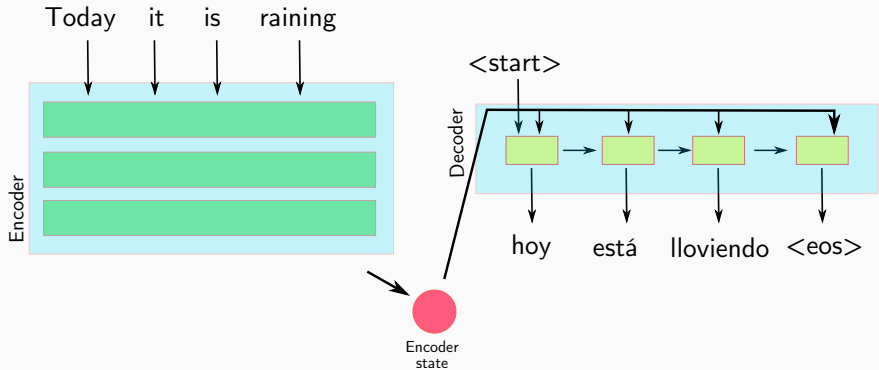 Today it is raining
Encoder
<start>
Decoder
hoy está lloviendo <eos>
Encoder
state